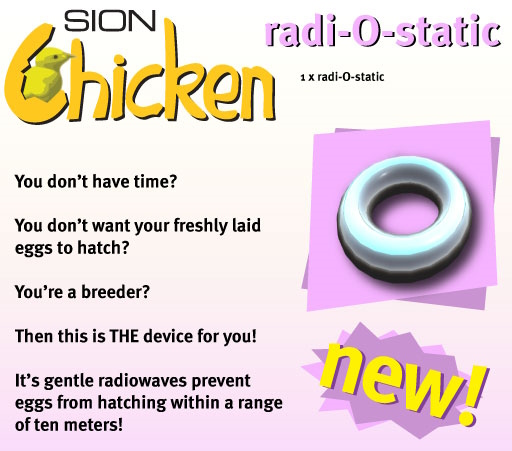 SION
Chicken
radi-O-static
1 x radi-O-static
You don't have time?
You don't want your freshly laid
eggs to hatch?
You're a breeder?
Then this is THE device for you!
It's gentle radiowaves prevent
eggs from hatching within a range
of ten meters!
new!